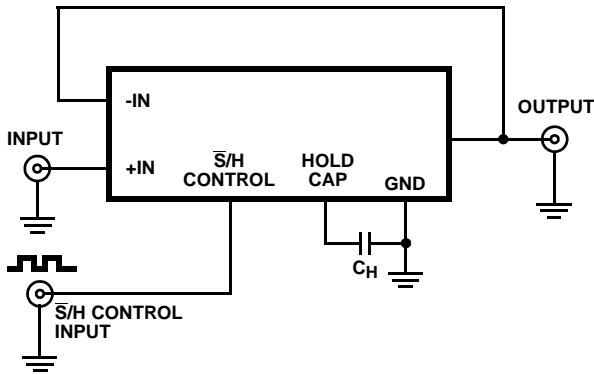 -IN
OUTPUT
INPUT
+IN
S̅/H
CONTROL
HOLD
CAP
GND
CH
S̅/H CONTROL
INPUT